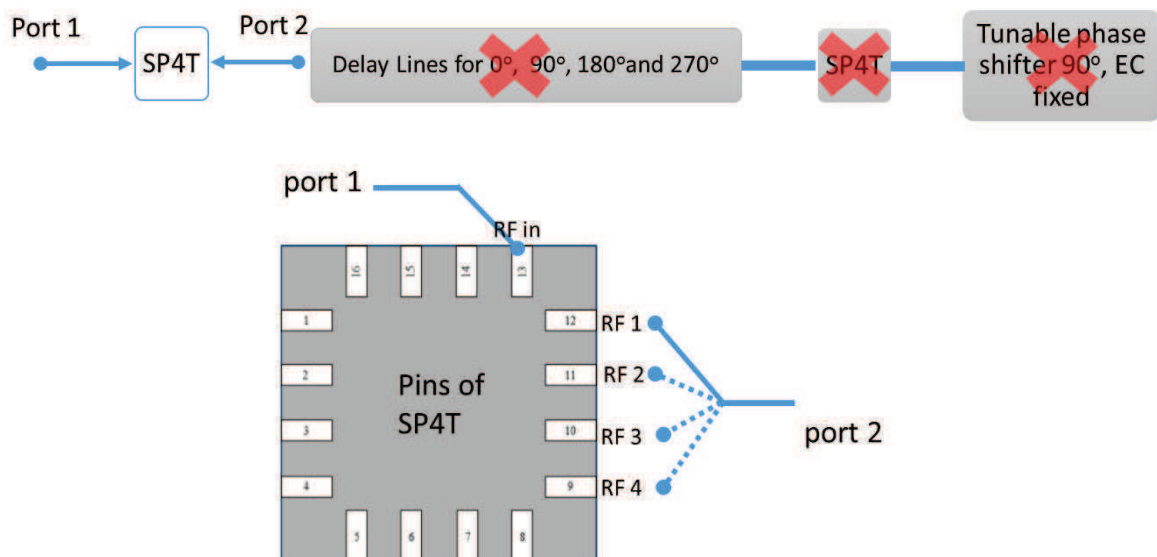 Port 1
SP4T
Port 2
Delay Lines for 0°, 90°, 180°and 270°
SP4T
Tunable phase
shifter 90°, EC
fixed
port 1
RF in
16
15
14
13
1
12
RF 1
2
11
RF 2
Pins of
SP4T
3
10
RF 3
port 2
4
9
RF 4
5
6
7
8